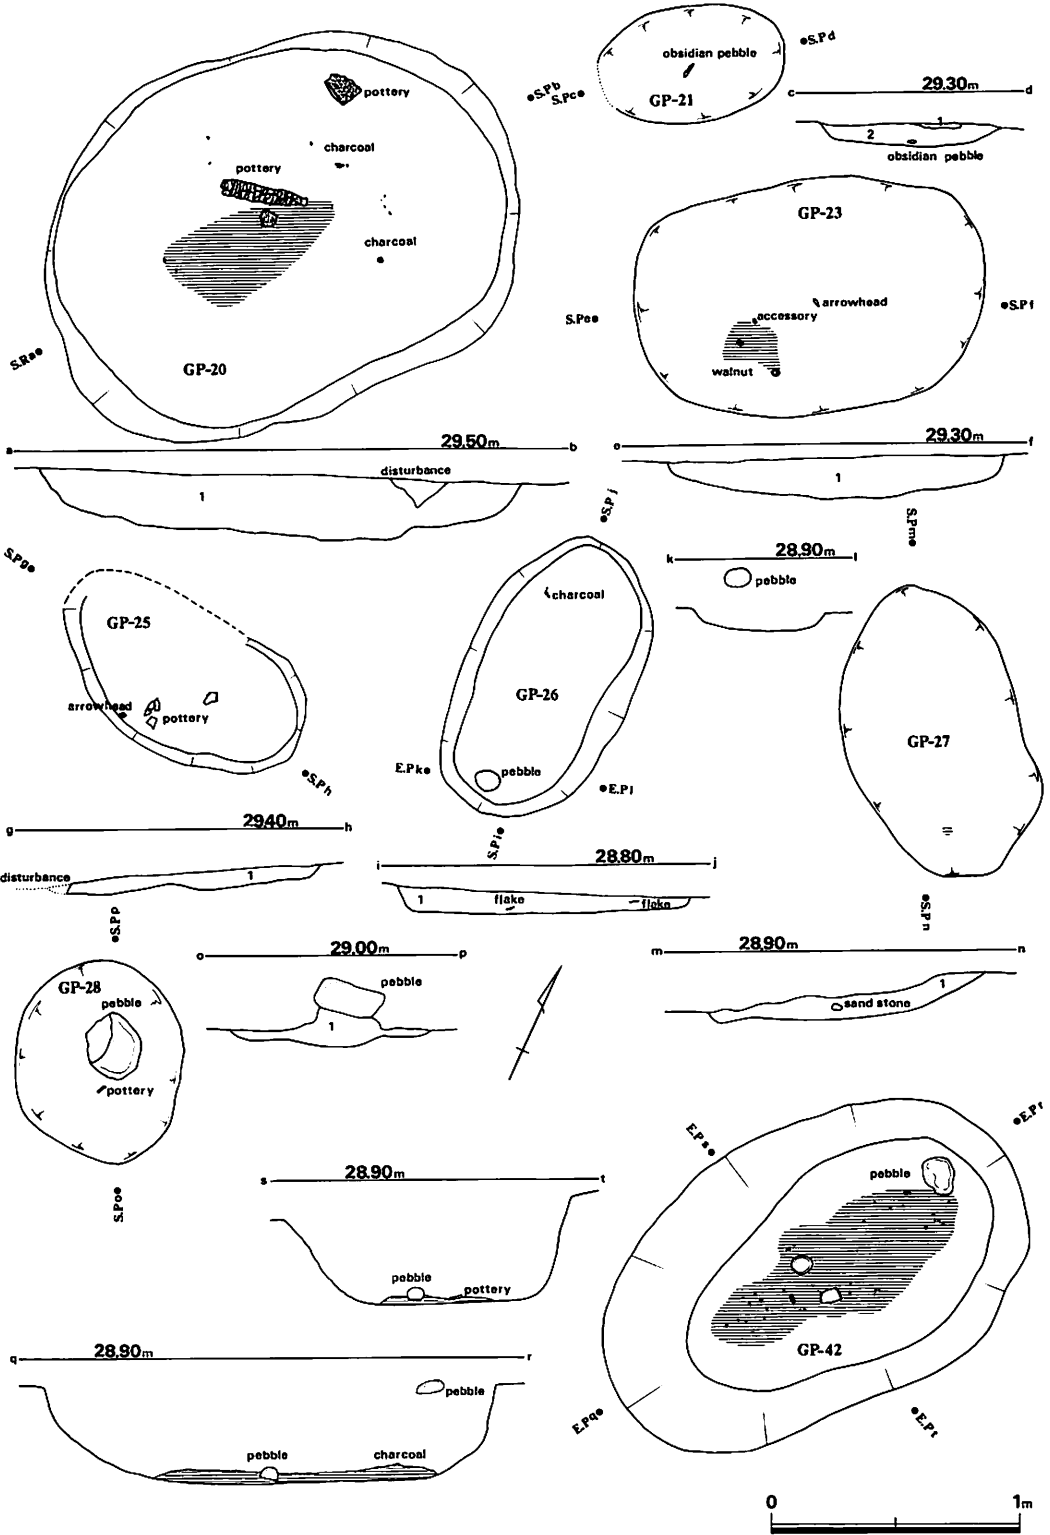 pottery
charcoal
pottery
charcoal
S.Ra
GP-20
S.Pb
obsidian pebble
GP-21
S.Pc
S.Pd
c 29.30m d
1
2
obsidian pebble
GP-23
S.Pe
S.Pf
arrowhead
accessory
walnut
a 29.50m b
disturbance
1
e 29.30m f
1
S.Pg
GP-25
arrowhead
pottery
S.Ph
S.Pj
charcoal
GP-26
E.Pk
pebble
E.Pl
S.Pi
k 28.90m l
pebble
S.Pm
GP-27
S.Pn
g 29.40m h
disturbance
1
i 28.80m j
1 flake flake
S.Pp
GP-28
pebble
pottery
S.Po
o 29.00m p
pebble
1
m 28.90m n
1
sand stone
E.Ps
E.Pr
pebble
GP-42
E.Pq
E.Pt
s 28.90m t
pebble
pottery
q 28.90m r
pebble
pebble
charcoal
0 1m